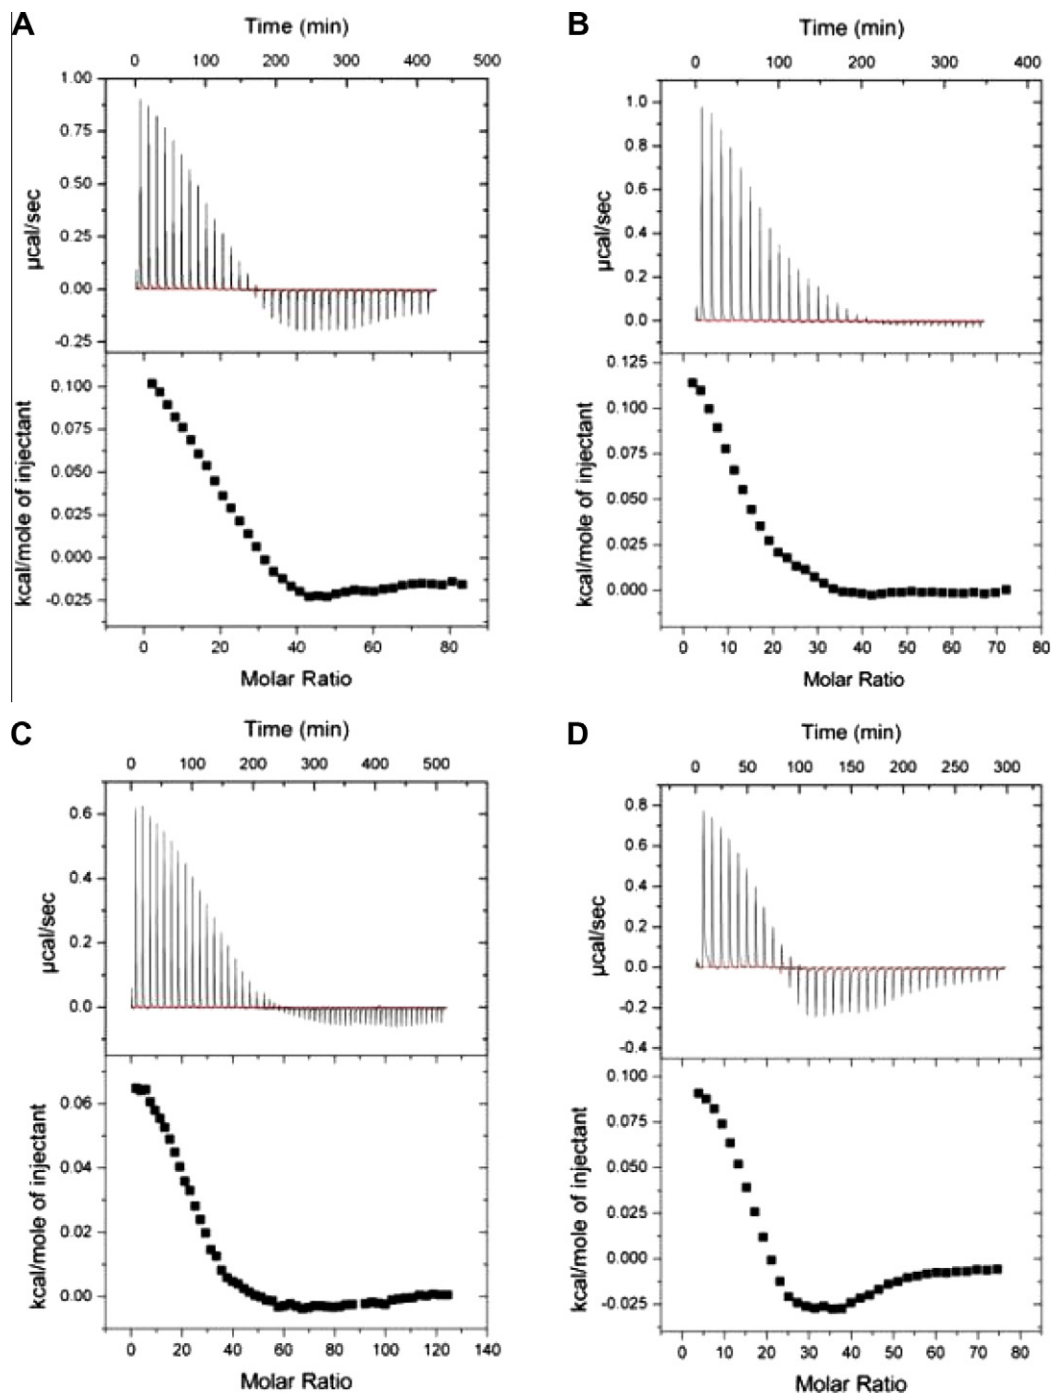 A
Time (min)
0 100 200 300 400 500
1.00
0.75
0.50
0.25
0.00
-0.25
µcal/sec
0.100
0.075
0.050
0.025
0.000
-0.025
kcal/mole of injectant
0 20 40 60 80
Molar Ratio
B
Time (min)
0 100 200 300 400
1.0
0.8
0.6
0.4
0.2
0.0
µcal/sec
0.125
0.100
0.075
0.050
0.025
0.000
kcal/mole of injectant
0 10 20 30 40 50 60 70 80
Molar Ratio
C
Time (min)
0 100 200 300 400 500
0.6
0.4
0.2
0.0
µcal/sec
0.06
0.04
0.02
0.00
kcal/mole of injectant
0 20 40 60 80 100 120 140
Molar Ratio
D
Time (min)
0 50 100 150 200 250 300
0.8
0.6
0.4
0.2
0.0
-0.2
-0.4
µcal/sec
0.100
0.075
0.050
0.025
0.000
-0.025
kcal/mole of injectant
0 10 20 30 40 50 60 70 80
Molar Ratio